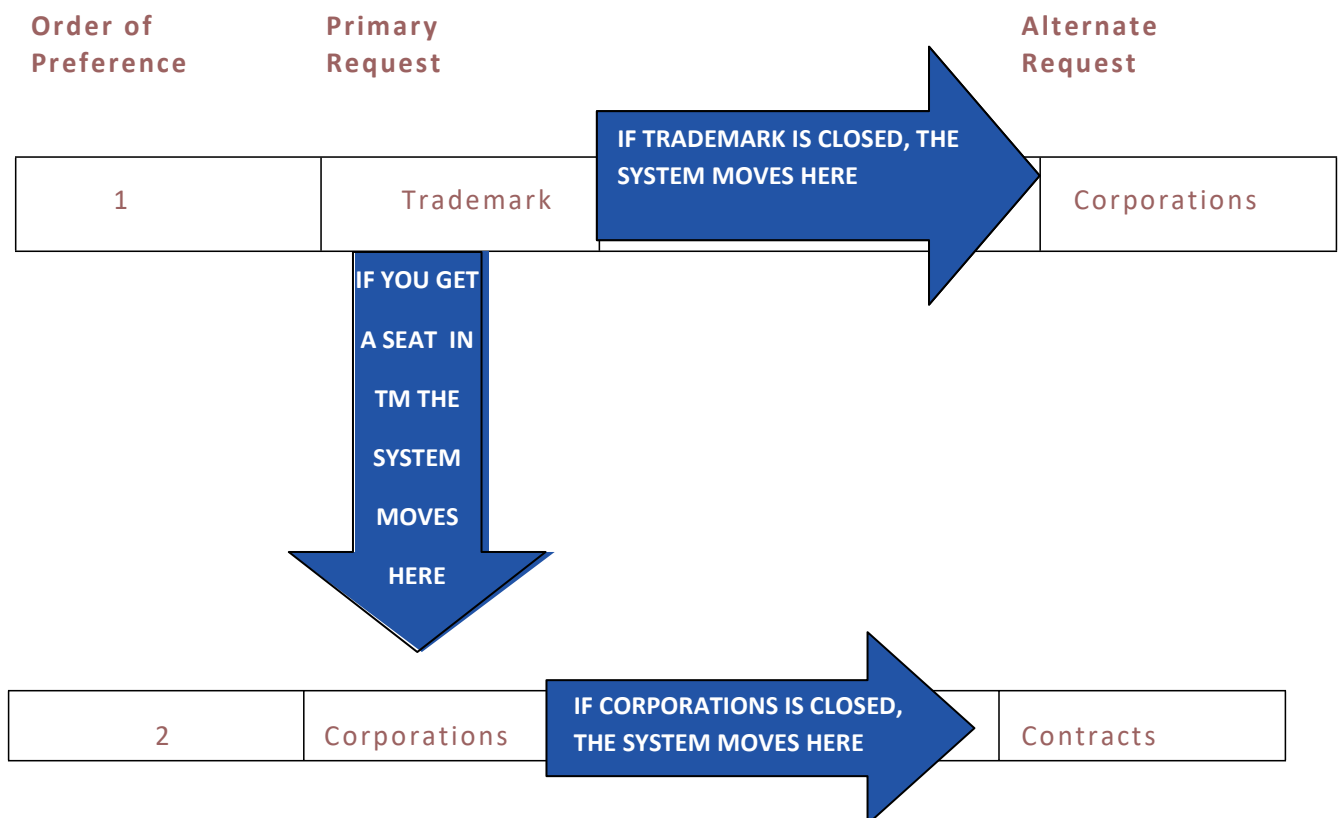 Order of
Preference
Primary
Request
Alternate
Request
IF TRADEMARK IS CLOSED, THE
SYSTEM MOVES HERE
1
Trademark
Corporations
IF YOU GET
A SEAT IN
TM THE
SYSTEM
MOVES
HERE
2
Corporations
IF CORPORATIONS IS CLOSED,
THE SYSTEM MOVES HERE
Contracts